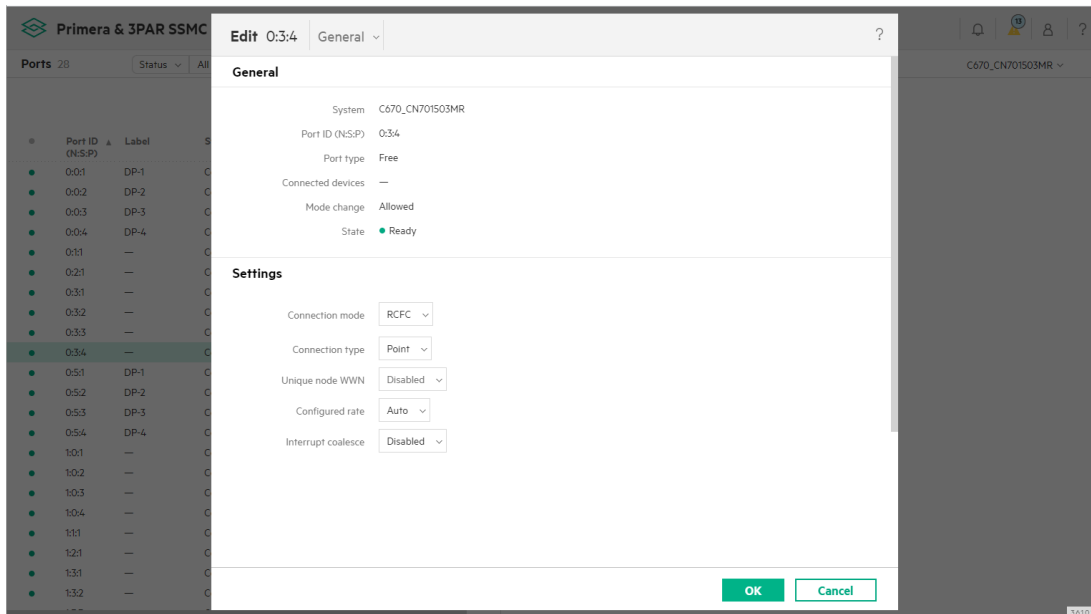 Primera & 3PAR SSMC
Edit 0:3:4 General
?
13
?
Ports 28
Status
All
C670_CN701503MR
General
System C670_CN701503MR
Port ID (N:S:P) 0:3:4
Port type Free
Connected devices —
Mode change Allowed
State Ready
Settings
Connection mode RCFC
Connection type Point
Unique node WWN Disabled
Configured rate Auto
Interrupt coalesce Disabled
OK Cancel
Port ID (N:S:P) Label S
0:0:1 DP-1 C
0:0:2 DP-2 C
0:0:3 DP-3 C
0:0:4 DP-4 C
0:1:1 — C
0:2:1 — C
0:3:1 — C
0:3:2 — C
0:3:3 — C
0:3:4 — C
0:5:1 DP-1 C
0:5:2 DP-2 C
0:5:3 DP-3 C
0:5:4 DP-4 C
1:0:1 — C
1:0:2 — C
1:0:3 — C
1:0:4 — C
1:1:1 — C
1:2:1 — C
1:3:1 — C
1:3:2 — C